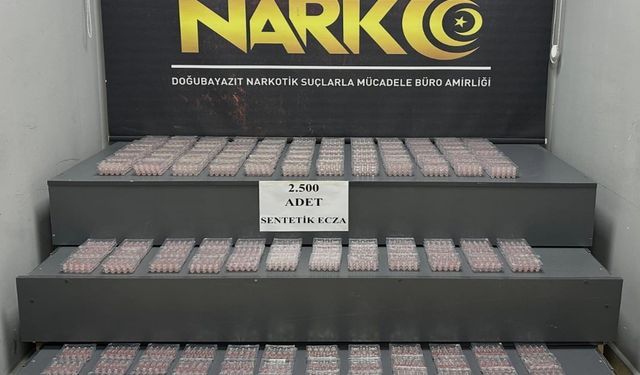 NARKO
DOĞUBAYAZIT NARKOTİK SUÇLARLA MÜCADELE BÜRO AMİRLİĞİ
2.500
ADET
SENTETİK ECZA